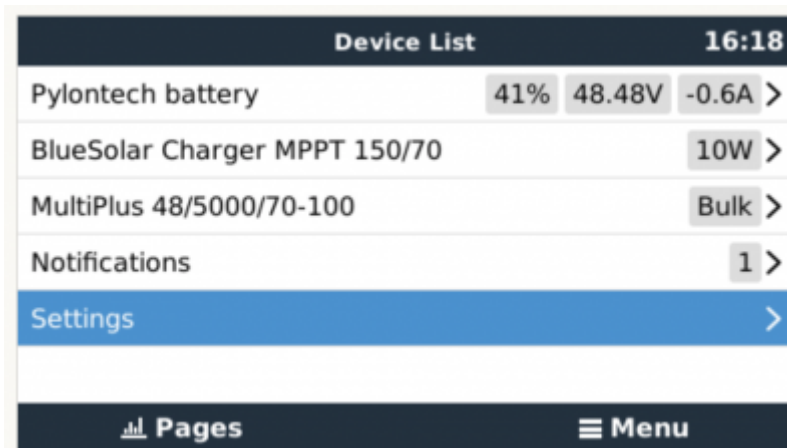 Device List 16:18
Pylontech battery 41% 48.48V -0.6A
BlueSolar Charger MPPT 150/70 10W
MultiPlus 48/5000/70-100 Bulk
Notifications 1
Settings
Pages Menu